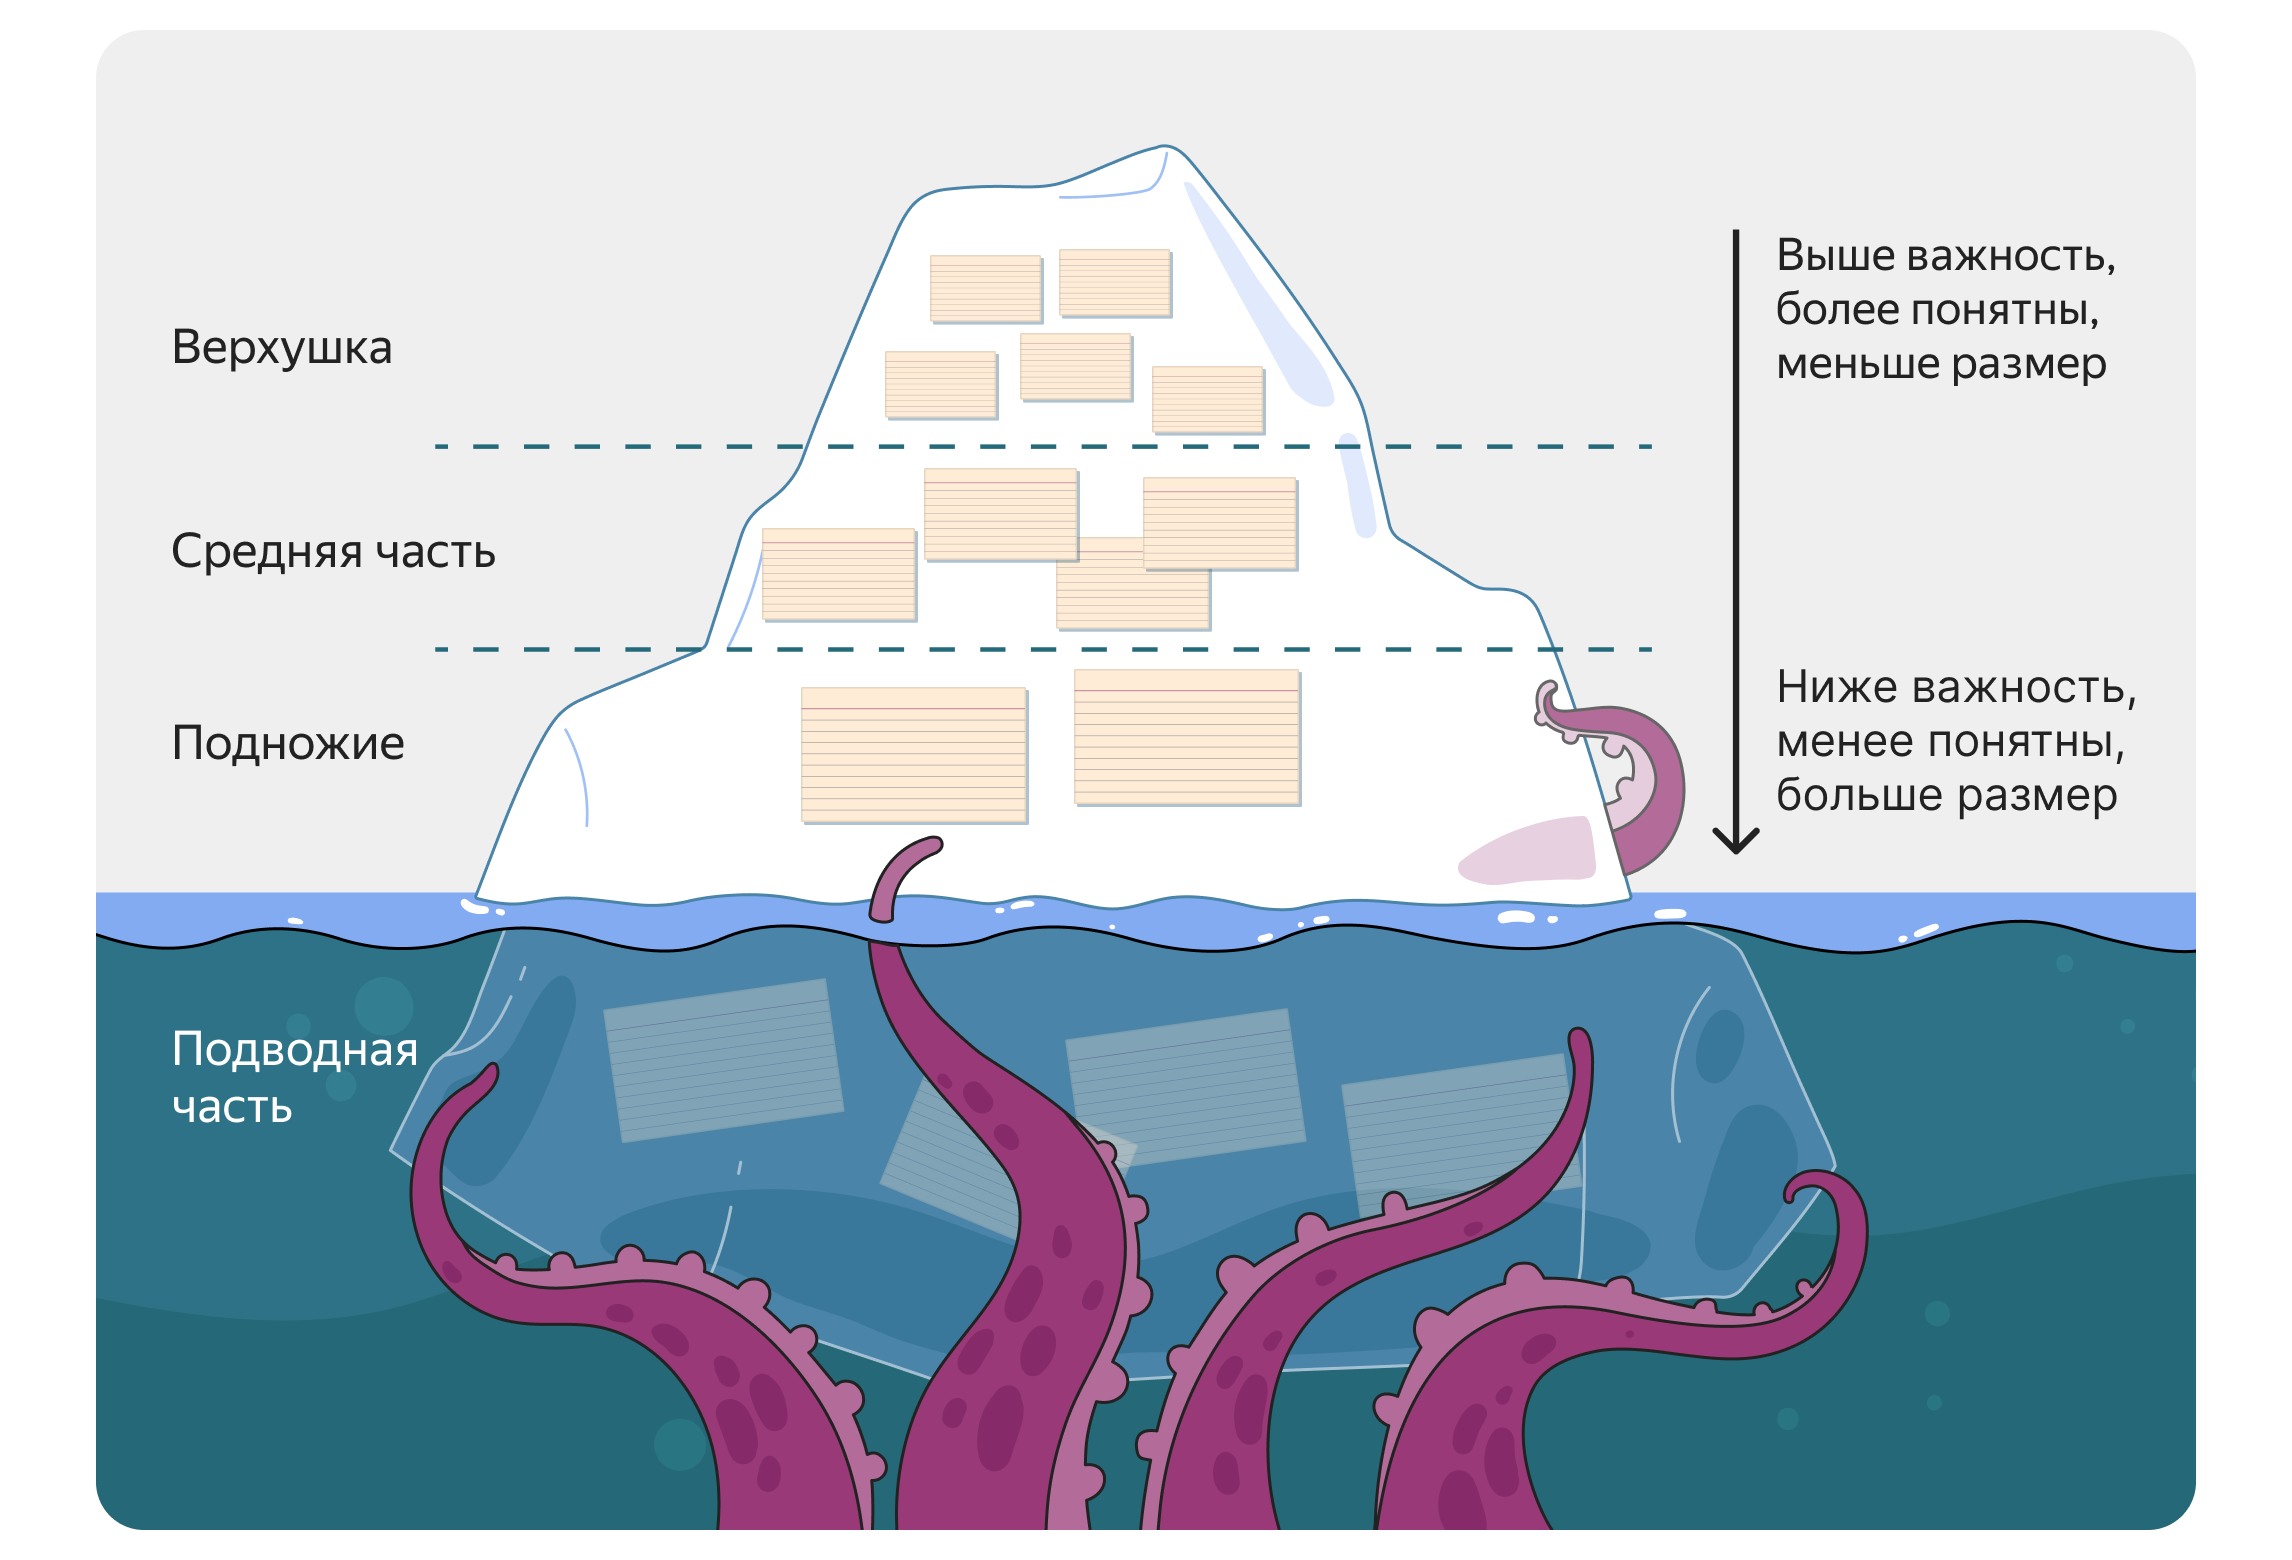 Верхушка
Выше важность,
более понятны,
меньше размер
Средняя часть
Подножие
Ниже важность,
менее понятны,
больше размер
Подводная
часть